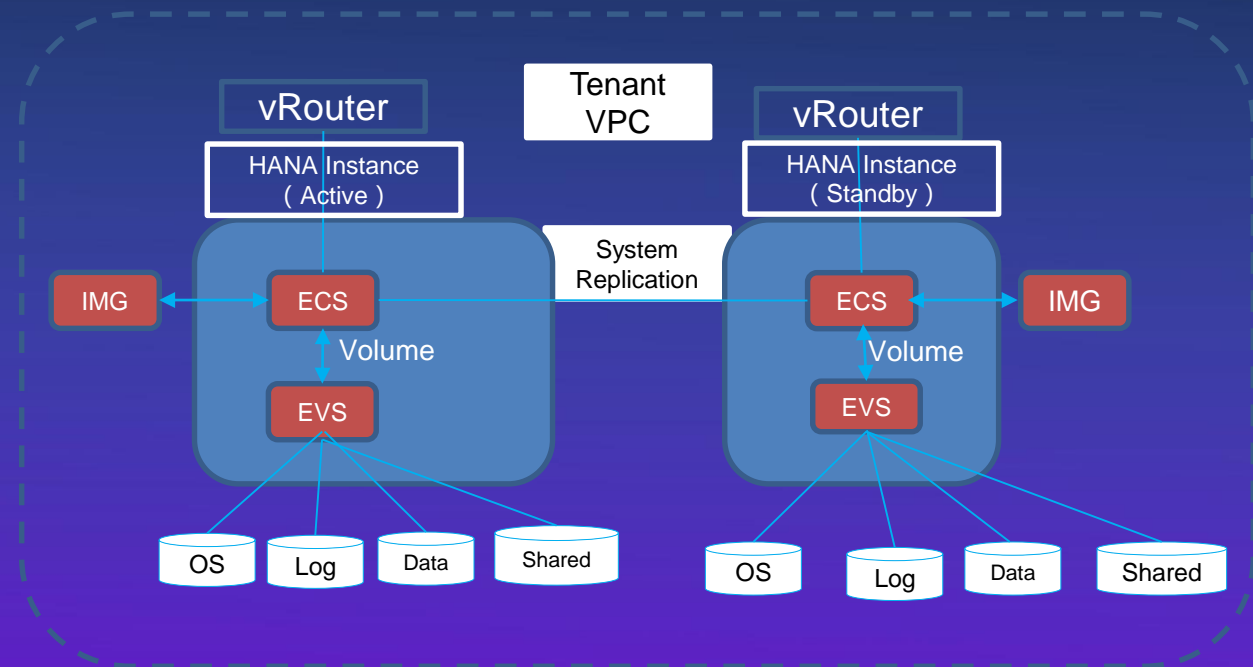 Tenant
VPC
vRouter
vRouter
HANA Instance
( Active )
HANA Instance
( Standby )
System
Replication
IMG
ECS
ECS
IMG
Volume
Volume
EVS
EVS
OS
Log
Data
Shared
OS
Log
Data
Shared